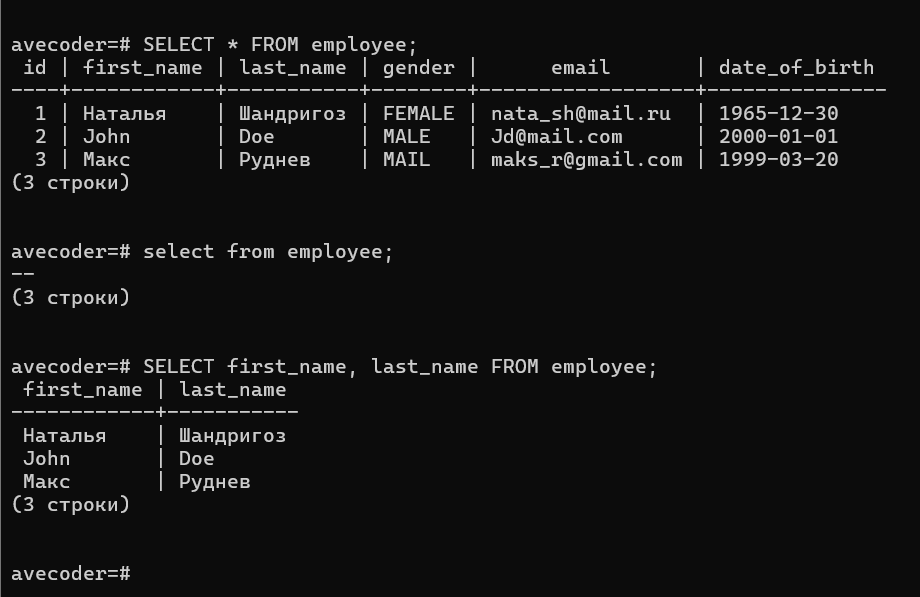 avecoder=# SELECT * FROM employee;
 id | first_name | last_name | gender |      email       | date_of_birth
----+------------+-----------+--------+------------------+---------------
  1 | Наталья    | Шандригоз | FEMALE | nata_sh@mail.ru  | 1965-12-30
  2 | John       | Doe       | MALE   | Jd@mail.com      | 2000-01-01
  3 | Макс       | Руднев    | MAIL   | maks_r@gmail.com | 1999-03-20
(3 строки)
avecoder=# select from employee;
--
(3 строки)
avecoder=# SELECT first_name, last_name FROM employee;
 first_name | last_name
------------+-----------
 Наталья    | Шандригоз
 John       | Doe
 Макс       | Руднев
(3 строки)
avecoder=#